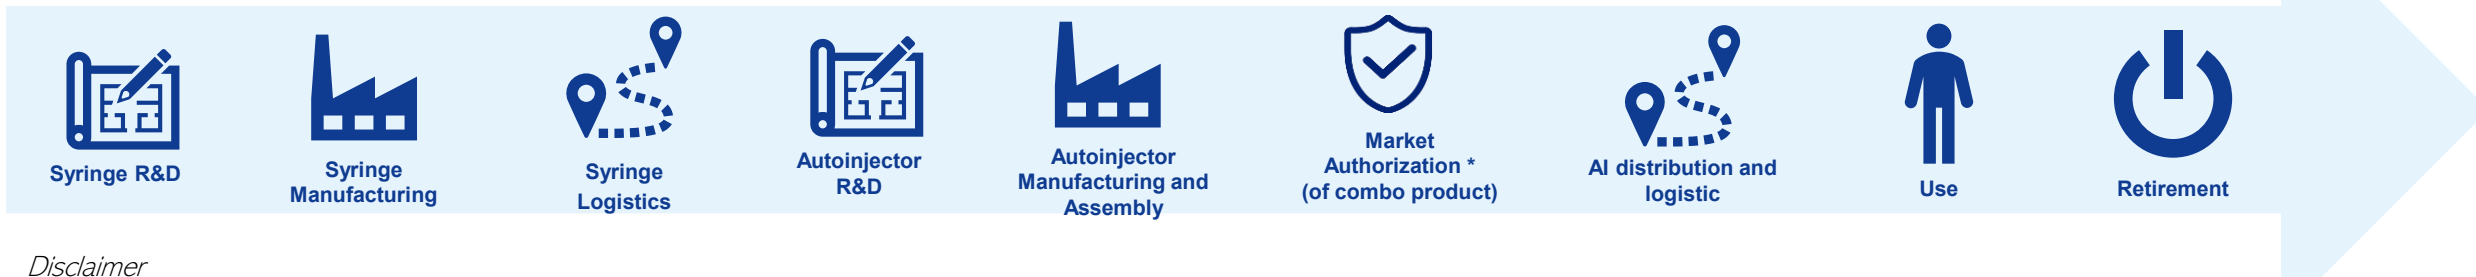 Syringe R&D
Syringe
Manufacturing
Syringe
Logistics
Autoinjector
R&D
Autoinjector
Manufacturing and
Assembly
Market
Authorization *
(of combo product)
AI distribution and
logistic
Use
Retirement
Disclaimer